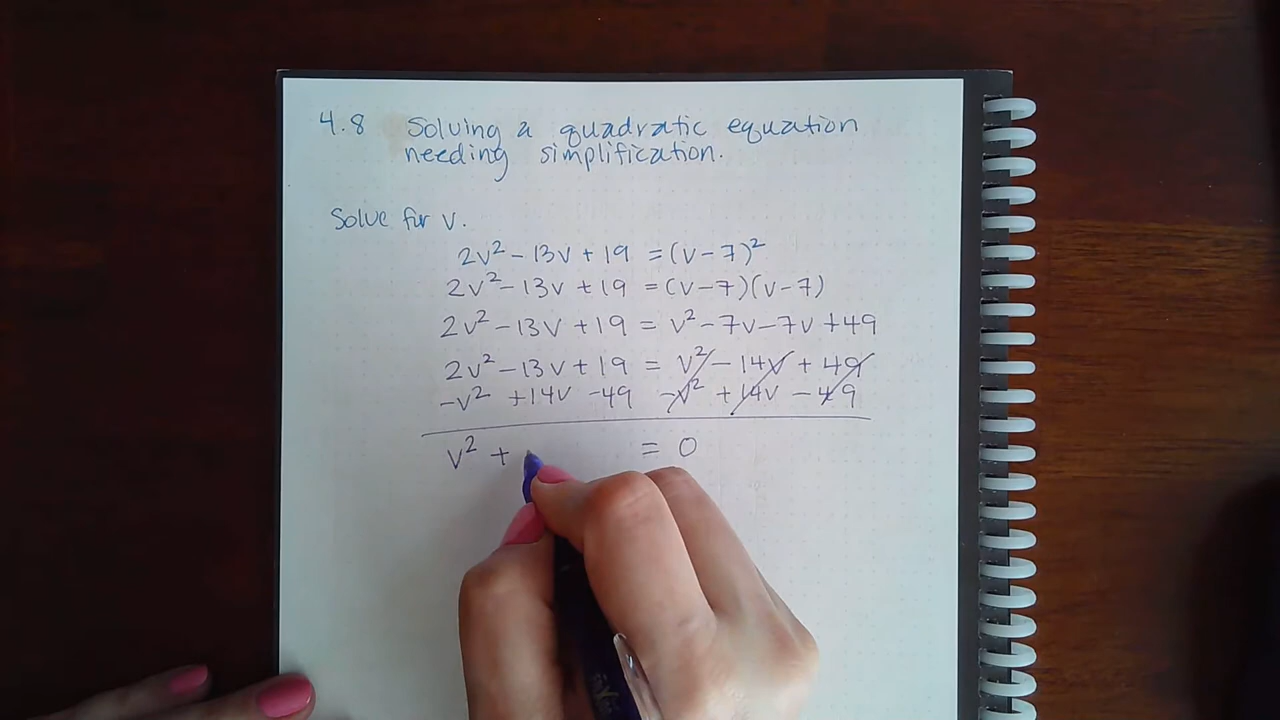 4.8 Solving a quadratic equation
needing simplification.
Solve for v.
2v² - 13v + 19 = (v - 7)²
2v² - 13v + 19 = (v - 7)(v - 7)
2v² - 13v + 19 = v² - 7v - 7v + 49
2v² - 13v + 19 = v² - 14v + 49
-v² + 14v - 49 -v² + 14v - 49
v² + = 0